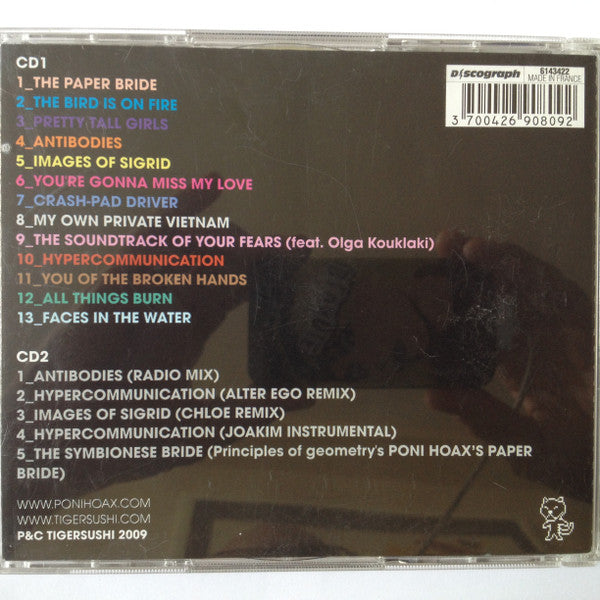 CD1
1_THE PAPER BRIDE
2_THE BIRD IS ON FIRE
3_PRETTY TALL GIRLS
4_ANTIBODIES
5_IMAGES OF SIGRID
6_YOU'RE GONNA MISS MY LOVE
7_CRASH-PAD DRIVER
8_MY OWN PRIVATE VIETNAM
9_THE SOUNDTRACK OF YOUR FEARS (feat. Olga Kouklaki)
10_HYPERCOMMUNICATION
11_YOU OF THE BROKEN HANDS
12_ALL THINGS BURN
13_FACES IN THE WATER
Discograph
6143422
MADE IN FRANCE
3 700426 908092
CD2
1_ANTIBODIES (RADIO MIX)
2_HYPERCOMMUNICATION (ALTER EGO REMIX)
3_IMAGES OF SIGRID (CHLOE REMIX)
4_HYPERCOMMUNICATION (JOAKIM INSTRUMENTAL)
5_THE SYMBIONESE BRIDE (Principles of geometry's PONI HOAX'S PAPER
BRIDE)
WWW.PONIHOAX.COM
WWW.TIGERSUSHI.COM
P&C TIGERSUSHI 2009